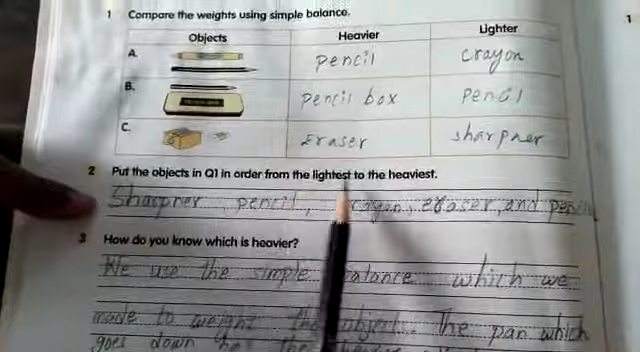 1 Compare the weights using simple balance.
Objects Heavier Lighter
A. pencil crayon
B. Pencil box pencil
C. Eraser sharpner
2 Put the objects in Q1 in order from the lightest to the heaviest.
Sharpner, pencil, rayon, eraser, and
3 How do you know which is heavier?
We use the simple alance which we
made to weight the object. The pan which
goes down the
1